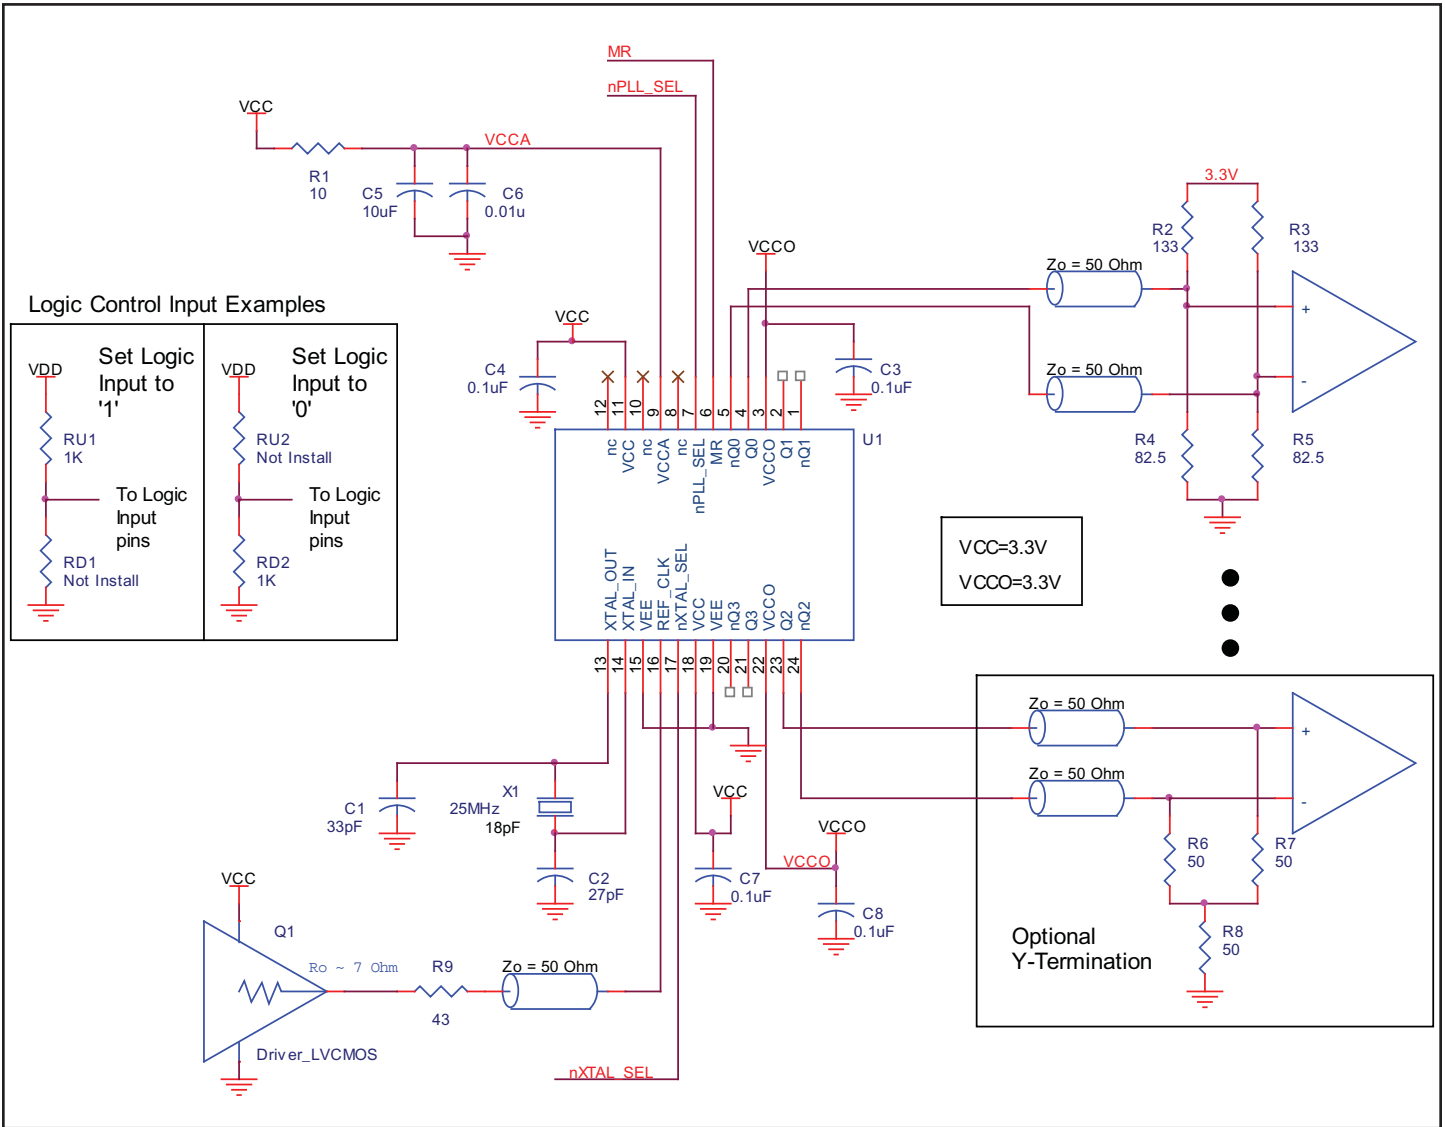 MR
nPLL_SEL
VCC
VCCA
R1
10
C5
10uF
C6
0.01u
3.3V
R2
133
R3
133
VCCO
Zo = 50 Ohm
+
Logic Control Input Examples
VDD
Set Logic
Input to
'1'
RU1
1K
To Logic
Input
pins
RD1
Not Install
VDD
Set Logic
Input to
'0'
RU2
Not Install
To Logic
Input
pins
RD2
1K
VCC
C4
0.1uF
C3
0.1uF
Zo = 50 Ohm
-
R4
82.5
R5
82.5
12
11
10
9
8
7
6
5
4
3
2
1
U1
nc
VCC
nc
VCCA
nc
nPLL_SEL
MR
nQ0
Q0
VCCO
Q1
nQ1
VCC=3.3V
VCCO=3.3V
XTAL_OUT
XTAL_IN
VEE
REF_CLK
nXTAL_SEL
VCC
VEE
nQ3
Q3
VCCO
Q2
nQ2
13
14
15
16
17
18
19
20
21
22
23
24
Zo = 50 Ohm
+
Zo = 50 Ohm
-
R6
50
R7
50
R8
50
Optional
Y-Termination
C1
33pF
X1
25MHz
18pF
C2
27pF
VCC
C7
0.1uF
VCCO
VCCO
C8
0.1uF
VCC
Q1
Ro ~ 7 Ohm
R9
43
Zo = 50 Ohm
Driver_LVCMOS
nXTAL_SEL